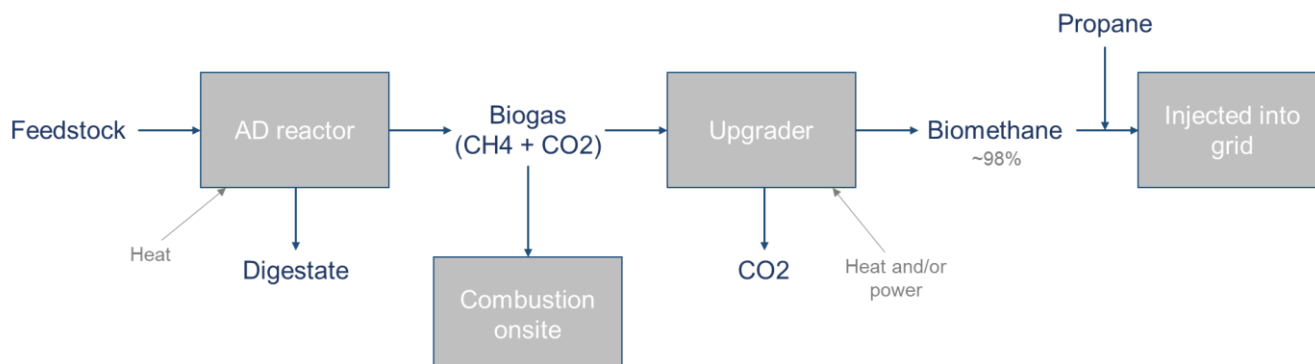 Propane
Feedstock
AD reactor
Biogas
(CH4 + CO2)
Upgrader
Biomethane
~98%
Injected into
grid
Heat
Digestate
Combustion
onsite
CO2
Heat and/or
power